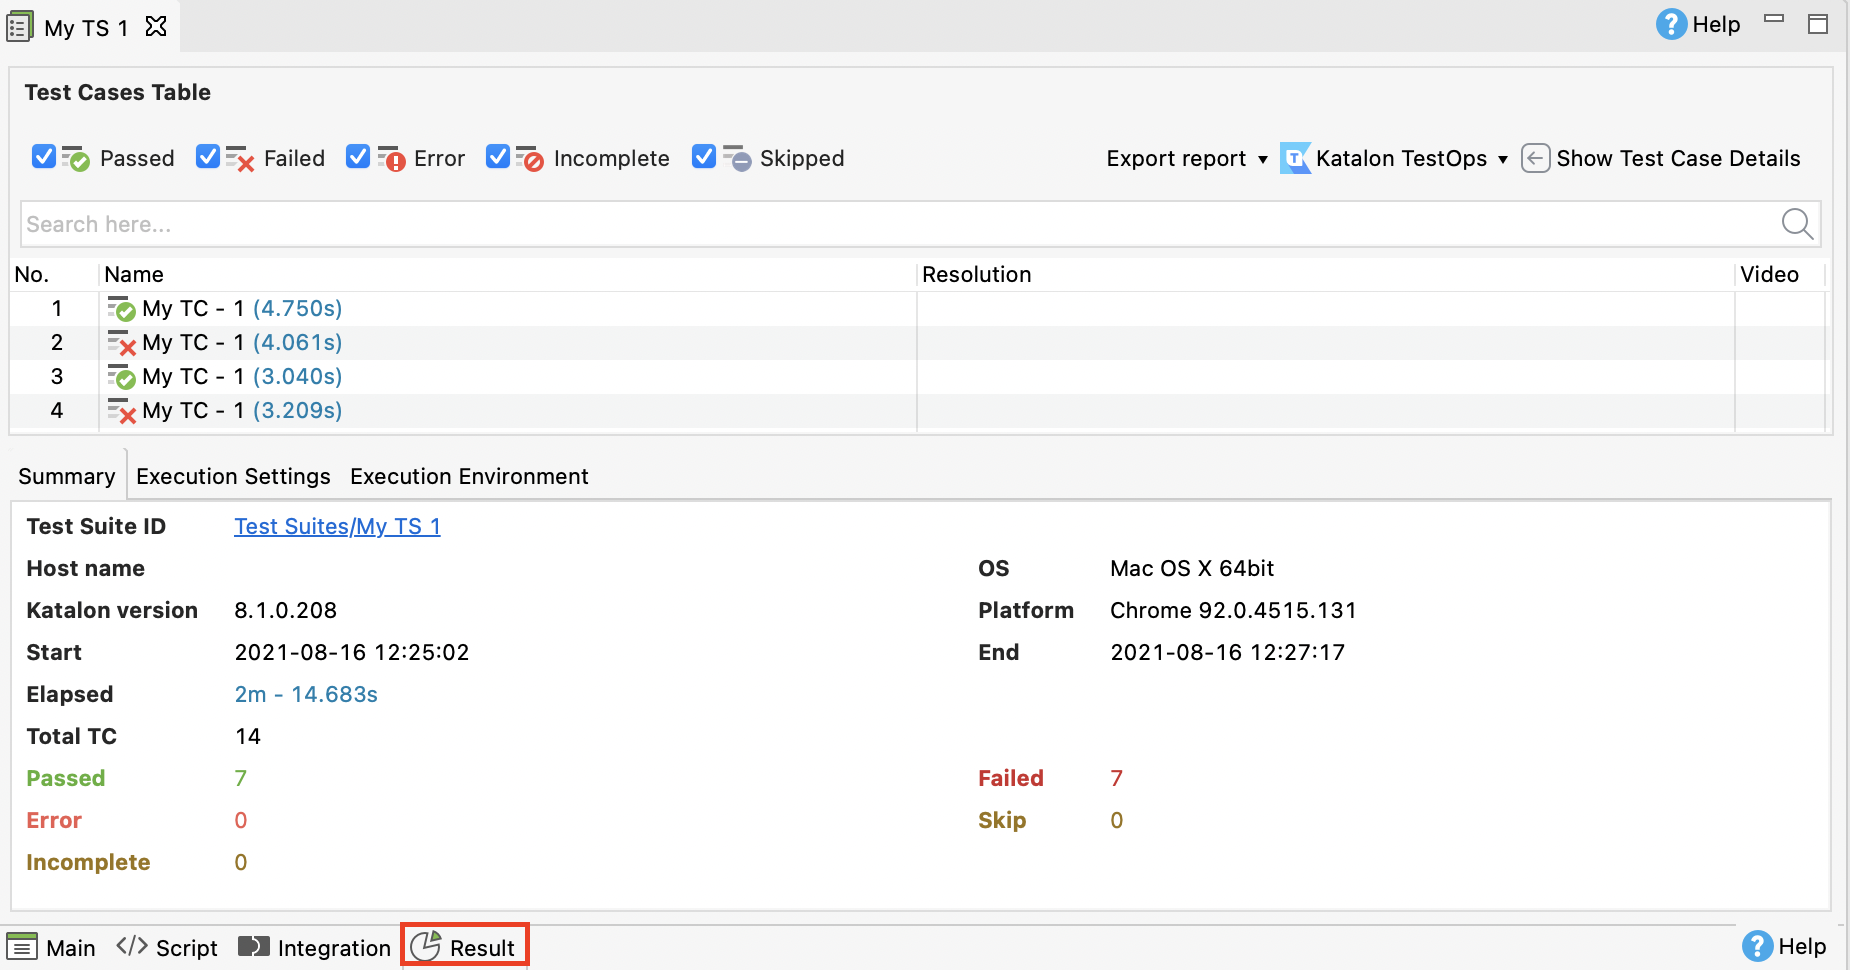 My TS 1 Help
Test Cases Table
Passed Failed Error Incomplete Skipped Export report Katalon TestOps Show Test Case Details
Search here...
No. Name Resolution Video
1 My TC - 1 (4.750s)
2 My TC - 1 (4.061s)
3 My TC - 1 (3.040s)
4 My TC - 1 (3.209s)
Summary Execution Settings Execution Environment
Test Suite ID Test Suites/My TS 1
Host name OS Mac OS X 64bit
Katalon version 8.1.0.208 Platform Chrome 92.0.4515.131
Start 2021-08-16 12:25:02 End 2021-08-16 12:27:17
Elapsed 2m - 14.683s
Total TC 14
Passed 7 Failed 7
Error 0 Skip 0
Incomplete 0
Main </> Script Integration Result Help